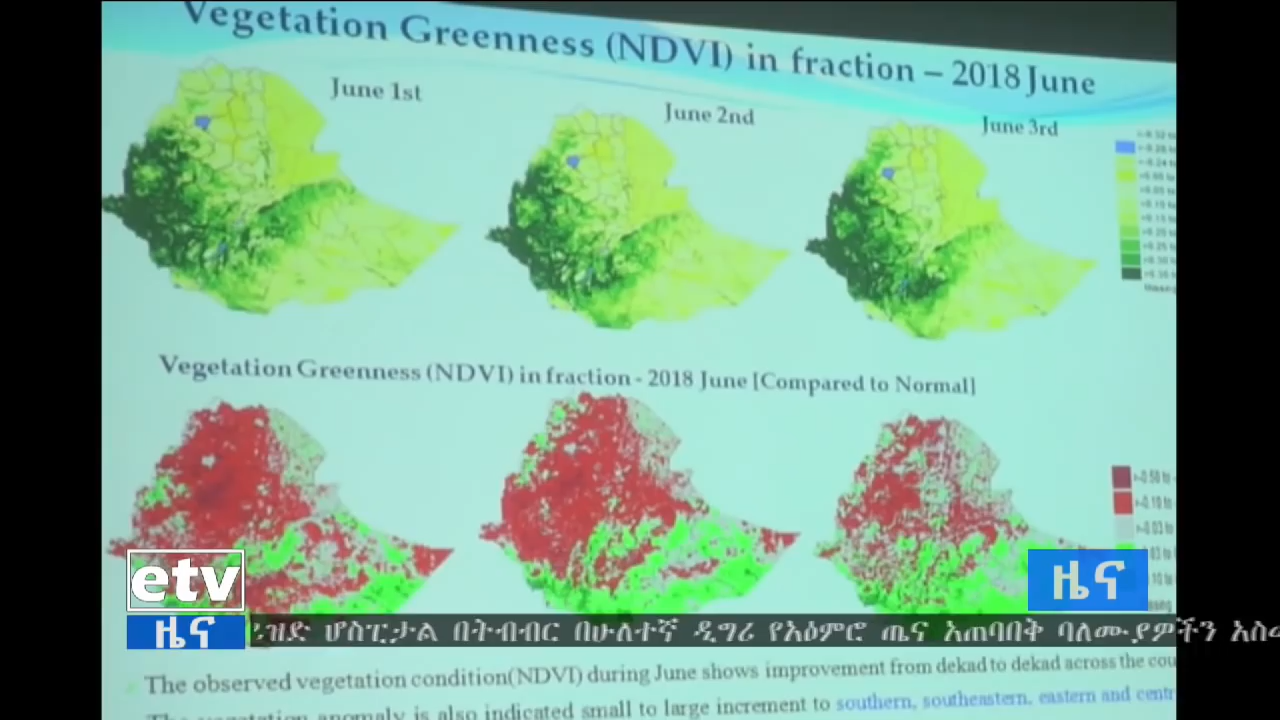 Vegetation Greenness (NDVI) in fraction – 2018 June
June 1st
June 2nd
June 3rd
Vegetation Greenness (NDVI) in fraction - 2018 June [Compared to Normal]
etv
ዜና
ዜና
ሆስፒታል በትብብር በሁለተኛ ዲግሪ የአዕምሮ ጤና አጠባበቅ ባለሙያዎችን
The observed vegetation condition(NDVI) during June shows improvement from dekad to dekad across the
vegetation anomaly is also indicated small to large increment to southern, southeastern, eastern and